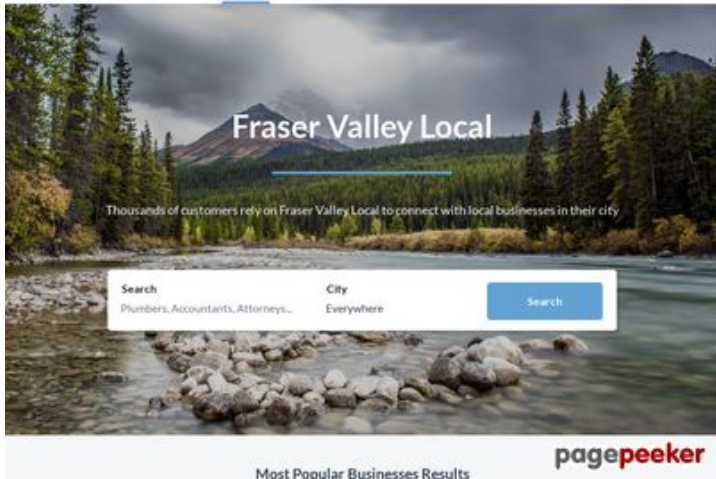 Fraser Valley Local
Thousands of customers rely on Fraser Valley Local to connect with local businesses in their city
Search City
Plumbers, Accountants, Attorneys... Everywhere Search
Most Popular Businesses Results
pagepeeker